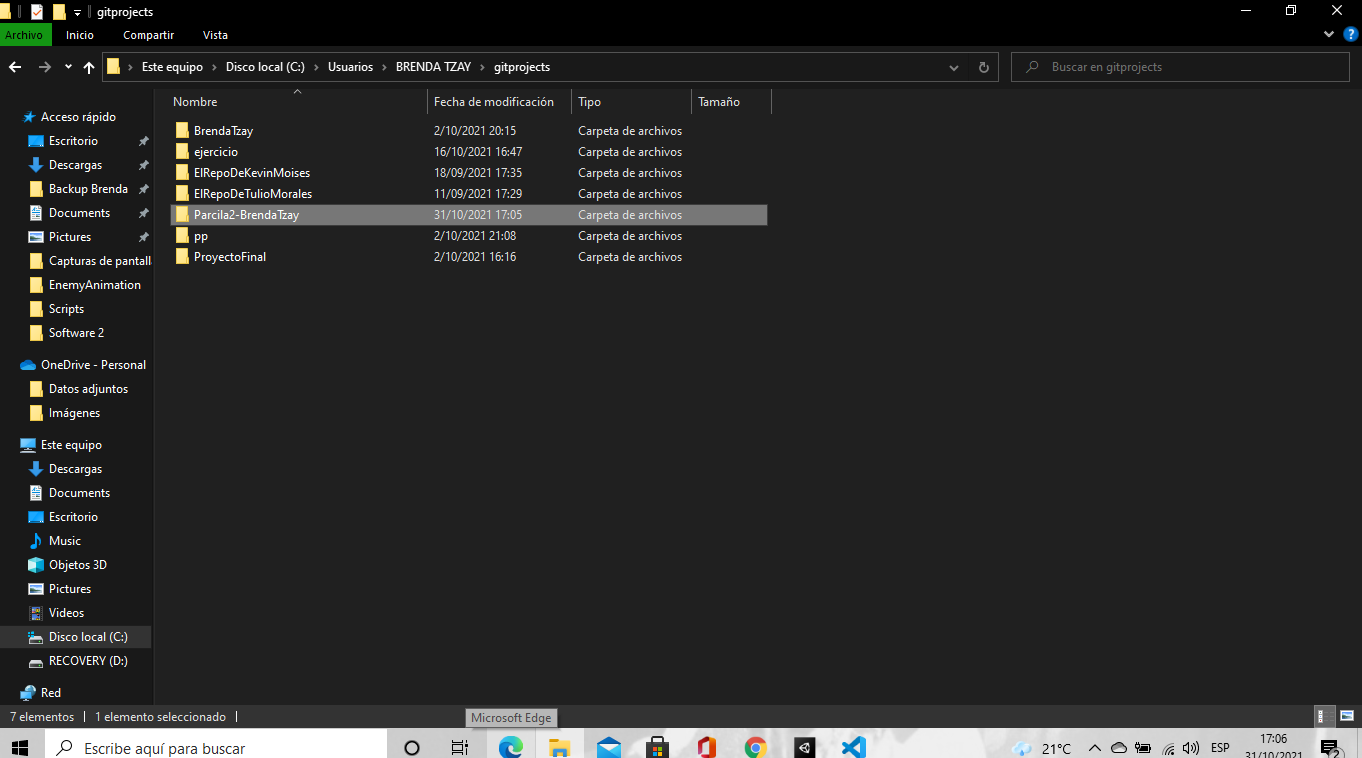 gitprojects
Archivo Inicio Compartir Vista
Este equipo Disco local (C:) Usuarios BRENDA TZAY gitprojects
Buscar en gitprojects
Nombre Fecha de modificación Tipo Tamaño
BrendaTzay 2/10/2021 20:15 Carpeta de archivos
ejercicio 16/10/2021 16:47 Carpeta de archivos
ElRepoDeKevinMoises 18/09/2021 17:35 Carpeta de archivos
ElRepoDeTulioMorales 11/09/2021 17:29 Carpeta de archivos
Parcila2-BrendaTzay 31/10/2021 17:05 Carpeta de archivos
pp 2/10/2021 21:08 Carpeta de archivos
ProyectoFinal 2/10/2021 16:16 Carpeta de archivos
Acceso rápido
Escritorio
Descargas
Backup Brenda
Documents
Pictures
Capturas de pantall
EnemyAnimation
Scripts
Software 2
OneDrive - Personal
Datos adjuntos
Imágenes
Este equipo
Descargas
Documents
Escritorio
Music
Objetos 3D
Pictures
Videos
Disco local (C:)
RECOVERY (D:)
Red
7 elementos 1 elemento seleccionado
Microsoft Edge
Escribe aquí para buscar
21°C ESP 17:06
31/10/2021
2